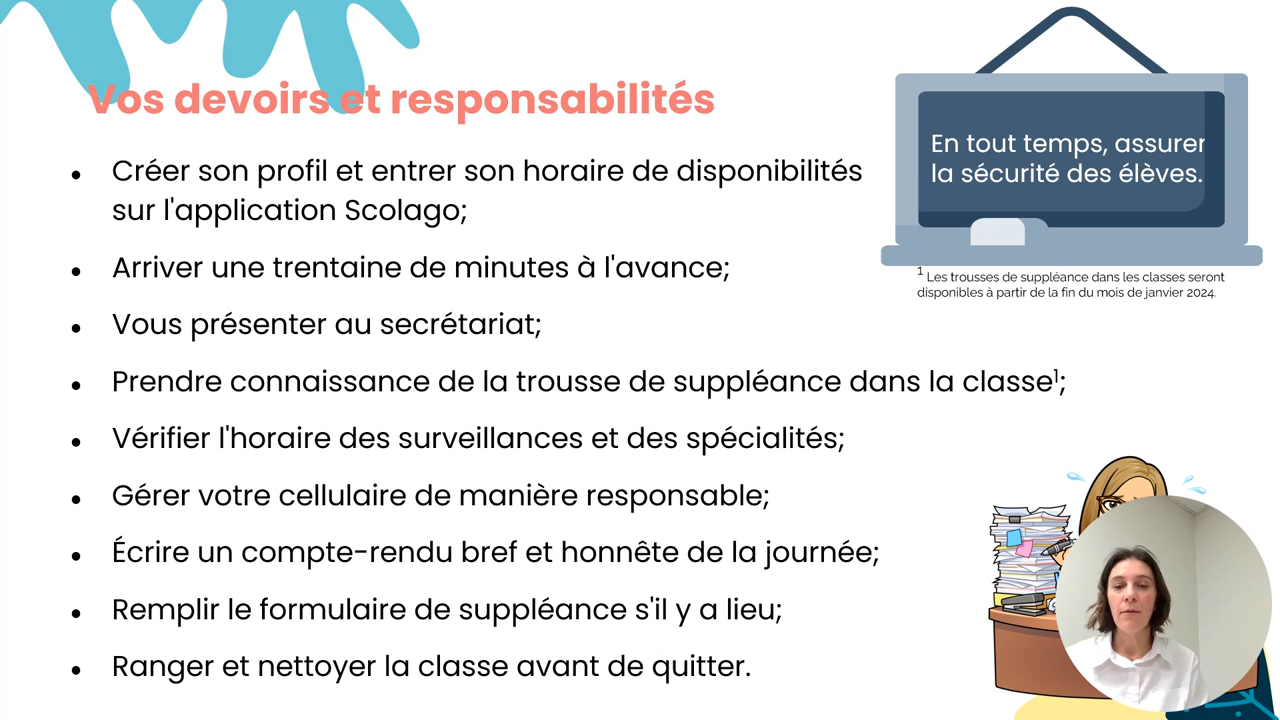 Vos devoirs et responsabilités
En tout temps, assurer
la sécurité des élèves.
1 Les trousses de suppléance dans les classes seront
disponibles à partir de la fin du mois de janvier 2024.
• Créer son profil et entrer son horaire de disponibilités
sur l'application Scolago;
• Arriver une trentaine de minutes à l'avance;
• Vous présenter au secrétariat;
• Prendre connaissance de la trousse de suppléance dans la classe¹;
• Vérifier l'horaire des surveillances et des spécialités;
• Gérer votre cellulaire de manière responsable;
• Écrire un compte-rendu bref et honnête de la journée;
• Remplir le formulaire de suppléance s'il y a lieu;
• Ranger et nettoyer la classe avant de quitter.